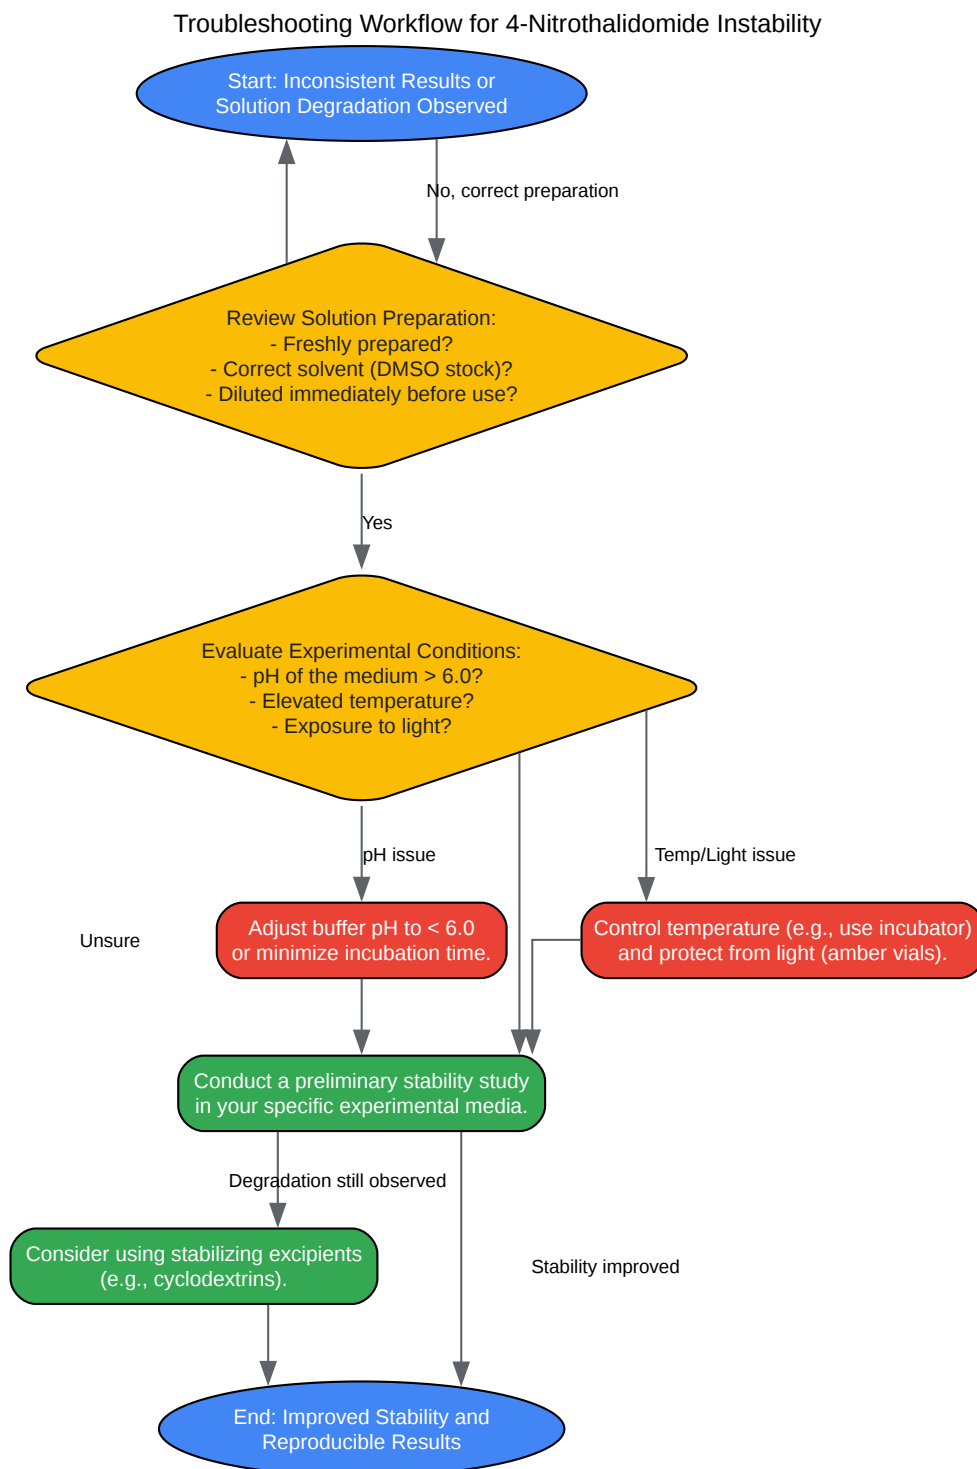 Troubleshooting Workflow for 4-Nitrothalidomide Instability
Start: Inconsistent Results or
Solution Degradation Observed
No, correct preparation
Review Solution Preparation:
- Freshly prepared?
- Correct solvent (DMSO stock)?
- Diluted immediately before use?
Yes
Evaluate Experimental Conditions:
- pH of the medium > 6.0?
- Elevated temperature?
- Exposure to light?
pH issue
Temp/Light issue
Unsure
Adjust buffer pH to < 6.0
or minimize incubation time.
Control temperature (e.g., use incubator)
and protect from light (amber vials).
Conduct a preliminary stability study
in your specific experimental media.
Degradation still observed
Consider using stabilizing excipients
(e.g., cyclodextrins).
Stability improved
End: Improved Stability and
Reproducible Results